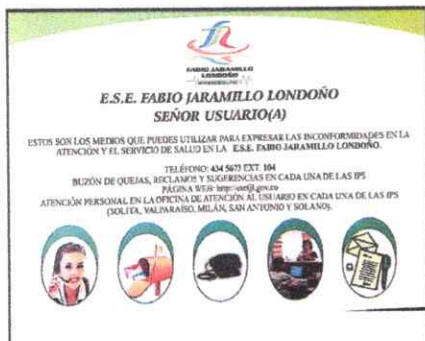 FABIO JARAMILLO
LONDOÑO
E.S.E. FABIO JARAMILLO LONDOÑO
SEÑOR USUARIO(A)
ESTOS SON LOS MEDIOS QUE PUEDES UTILIZAR PARA EXPRESAR LAS INCONFORMIDADES EN LA
ATENCIÓN Y EL SERVICIO DE SALUD EN LA E.S.E. FABIO JARAMILLO LONDOÑO.
TELÉFONO: 434 5673 EXT. 104
BUZÓN DE QUEJAS, RECLAMOS Y SUGERENCIAS EN CADA UNA DE LAS IPS
PÁGINA WEB:
ATENCIÓN PERSONAL EN LA OFICINA DE ATENCIÓN AL USUARIO EN CADA UNA DE LAS IPS
(SOLITA, VALPARAÍSO, MILÁN, SAN ANTONIO Y SOLANO).